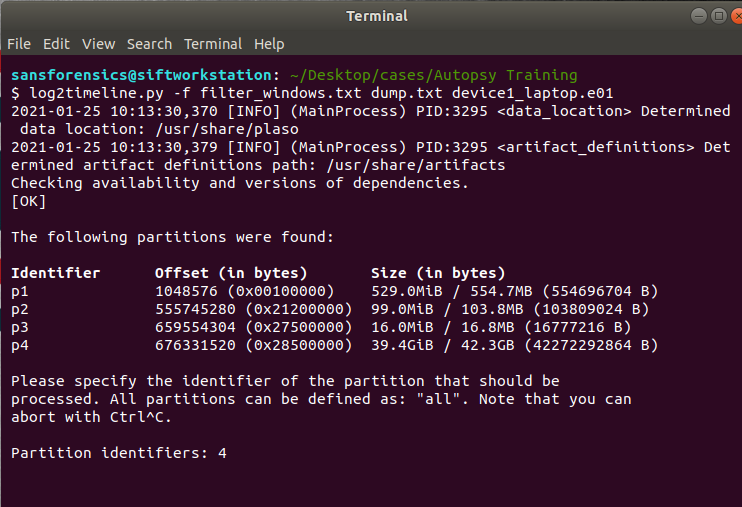 Terminal
File Edit View Search Terminal Help
sansforensics@siftworkstation: ~/Desktop/cases/Autopsy Training
$ log2timeline.py -f filter_windows.txt dump.txt device1_laptop.e01
2021-01-25 10:13:30,370 [INFO] (MainProcess) PID:3295 <data_location> Determined
 data location: /usr/share/plaso
2021-01-25 10:13:30,379 [INFO] (MainProcess) PID:3295 <artifact_definitions> Det
ermined artifact definitions path: /usr/share/artifacts
Checking availability and versions of dependencies.
[OK]
The following partitions were found:
Identifier      Offset (in bytes)       Size (in bytes)
p1              1048576 (0x00100000)    529.0MiB / 554.7MB (554696704 B)
p2              555745280 (0x21200000)  99.0MiB / 103.8MB (103809024 B)
p3              659554304 (0x27500000)  16.0MiB / 16.8MB (16777216 B)
p4              676331520 (0x28500000)  39.4GiB / 42.3GB (42272292864 B)
Please specify the identifier of the partition that should be
processed. All partitions can be defined as: "all". Note that you can
abort with Ctrl^C.
Partition identifiers: 4